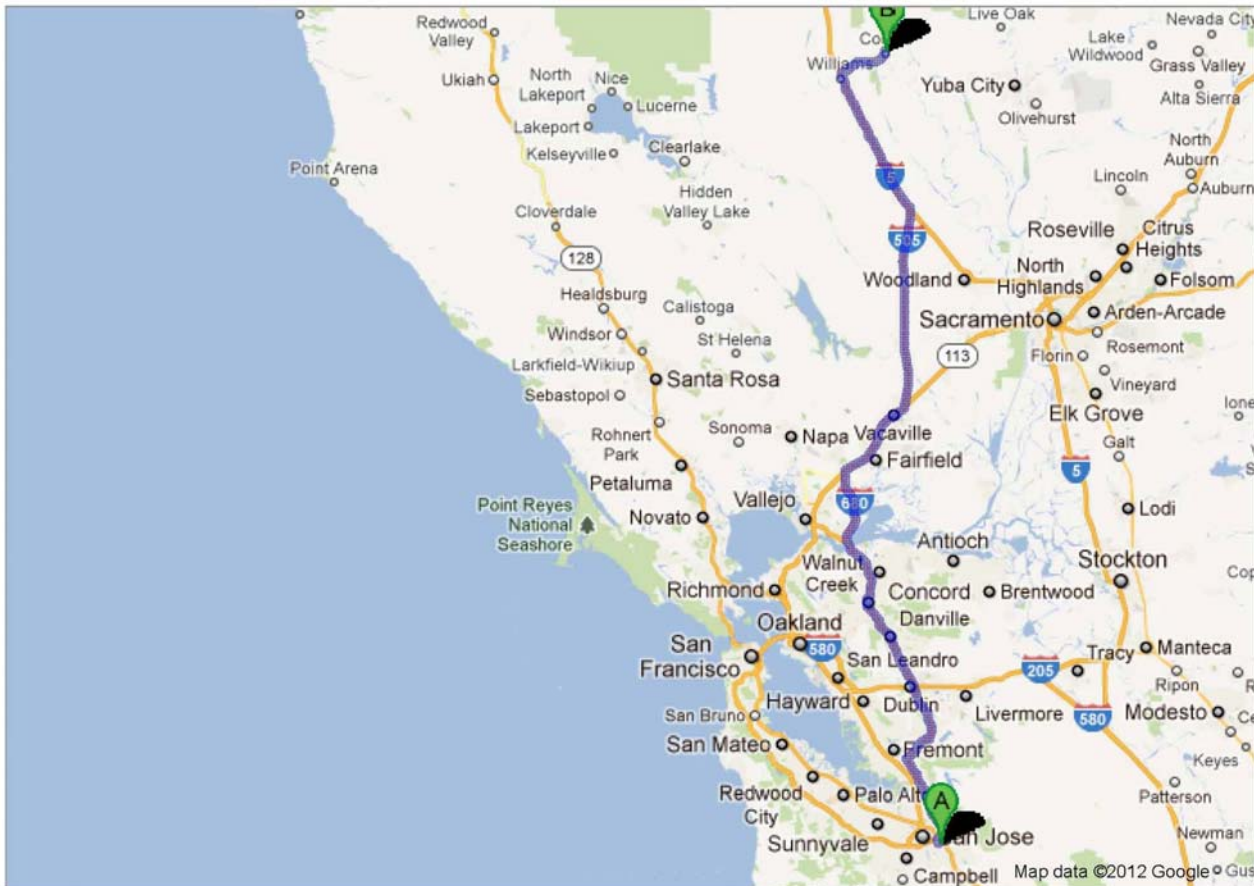 Redwood
Valley
Ukiah
North
Lakeport
Nice
Lucerne
Lakeport
Kelseyville
Clearlake
Point Arena
Hidden
Valley Lake
Cloverdale
128
Healdsburg
Calistoga
Windsor
St Helena
Larkfield-Wikiup
Santa Rosa
Sebastopol
Rohnert
Park
Sonoma
Napa
Petaluma
Point Reyes
National
Seashore
Novato
Vallejo
Richmond
Oakland
San
Francisco
580
San Leandro
Hayward
San Bruno
San Mateo
Redwood
City
Palo Alt
Sunnyvale
Campbell
B
Williams
5
505
Woodland
113
Vacaville
Fairfield
680
Walnut
Creek
Concord
Antioch
Brentwood
Danville
Dublin
Livermore
Fremont
A
San Jose
Live Oak
Nevada City
Lake
Wildwood
Grass Valley
Yuba City
Alta Sierra
Olivehurst
North
Auburn
Lincoln
Auburn
Roseville
Citrus
Heights
North
Highlands
Folsom
Sacramento
Arden-Arcade
Florin
Rosemont
Vineyard
Elk Grove
Galt
5
Lodi
Stockton
Tracy
Manteca
205
Ripon
580
Modesto
Keyes
Patterson
Newman
Map data ©2012 Google